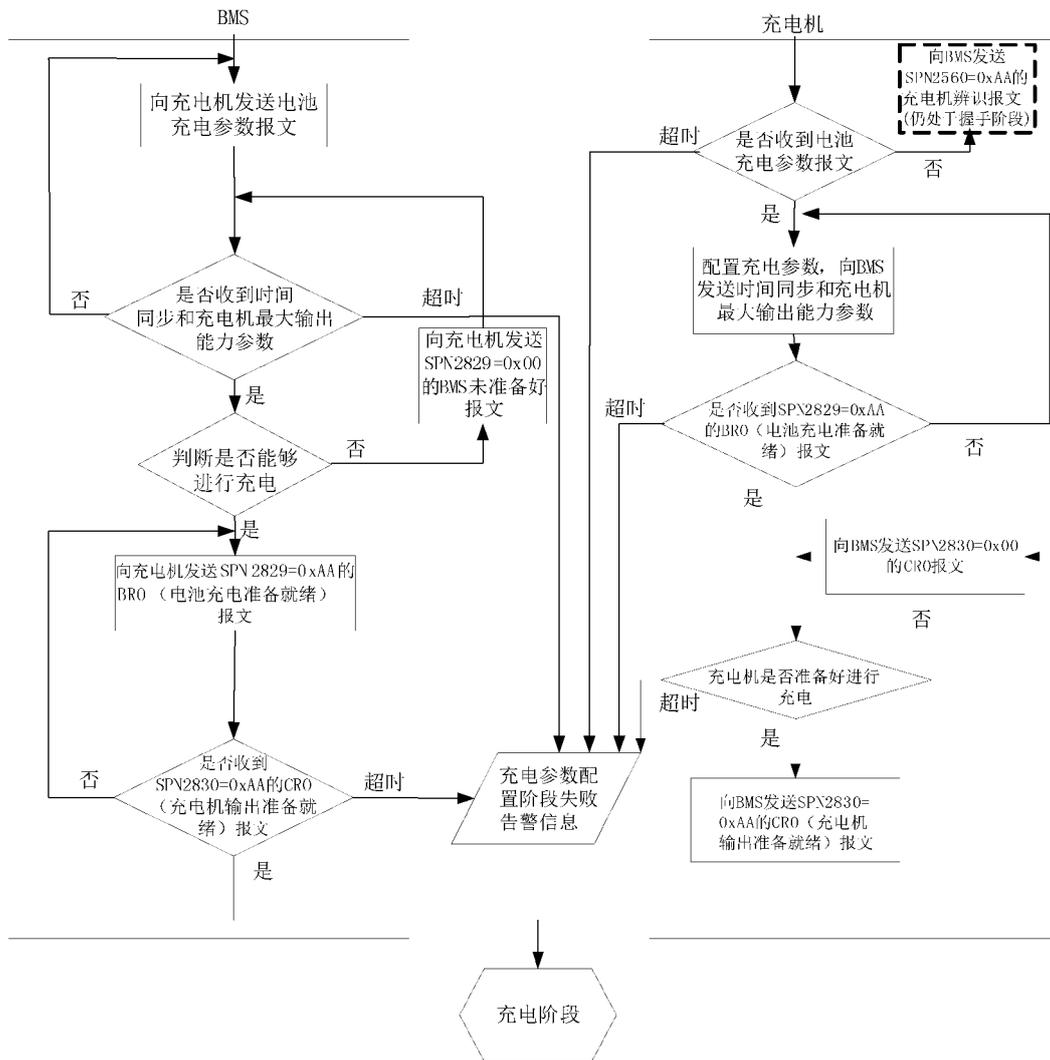 BMS
向充电机发送电池
充电参数报文
否
是否收到时间
同步和充电机最大输出
能力参数
超时
向充电机发送
SPN2829=0x00
的BMS未准备好
报文
是
判断是否能够
进行充电
否
是
向充电机发送SPN2829=0xAA的
BRO（电池充电准备就绪）
报文
否
是否收到
SPN2830=0xAA的CRO
（充电机输出准备就
绪）报文
超时
是
充电参数配
置阶段失败
告警信息
充电机
向BMS发送
SPN2560=0xAA的
充电机辨识报文
(仍处于握手阶段)
超时
是否收到电池
充电参数报文
否
是
配置充电参数，向BMS
发送时间同步和充电机
最大输出能力参数
超时
是否收到SPN2829=0xAA
的BRO（电池充电准备就
绪）报文
否
是
向BMS发送SPN2830=0x00
的CRO报文
否
充电机是否准备好进行
充电
超时
是
向BMS发送SPN2830=
0xAA的CRO（充电机
输出准备就绪）报文
充电阶段